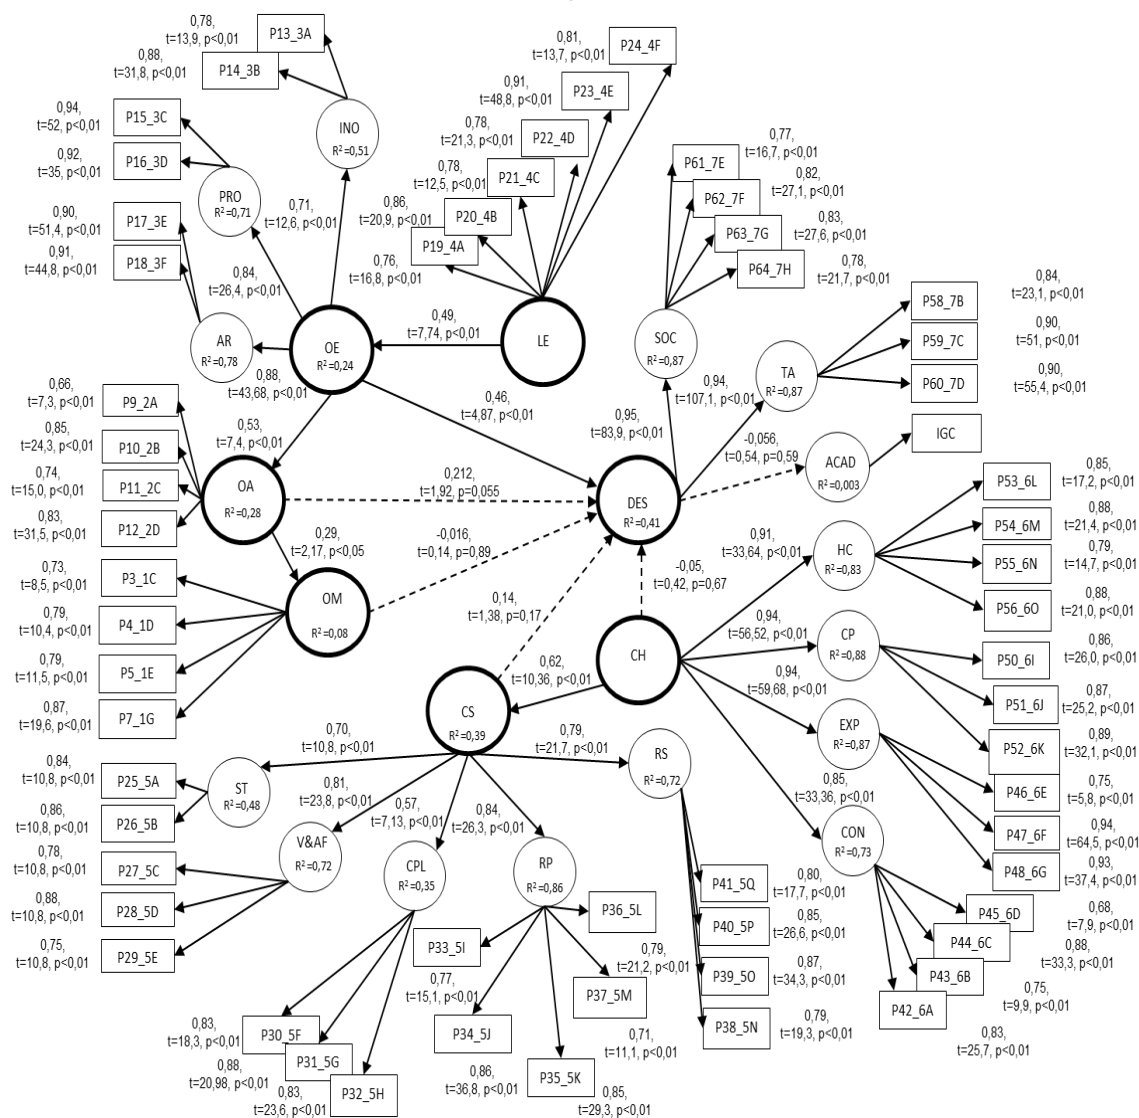 0,78,
t=13,9, p<0,01
P13_3A
0,88,
t=31,8, p<0,01
P14_3B
0,94,
t=52, p<0,01
P15_3C
0,92,
t=35, p<0,01
P16_3D
0,90,
t=51,4, p<0,01
P17_3E
0,91,
t=44,8, p<0,01
P18_3F
INO
R²=0,51
PRO
R²=0,71
AR
R²=0,78
0,71,
t=12,6, p<0,01
0,84,
t=26,4, p<0,01
0,88,
t=43,68, p<0,01
OE
R²=0,24
0,49,
t=7,74, p<0,01
LE
0,76,
t=16,8, p<0,01
P19_4A
0,86,
t=20,9, p<0,01
P20_4B
0,78,
t=12,5, p<0,01
P21_4C
0,78,
t=21,3, p<0,01
P22_4D
0,91,
t=48,8, p<0,01
P23_4E
0,81,
t=13,7, p<0,01
P24_4F
P61_7E
0,77,
t=16,7, p<0,01
P62_7F
0,82,
t=27,1, p<0,01
P63_7G
0,83,
t=27,6, p<0,01
P64_7H
0,78,
t=21,7, p<0,01
SOC
R²=0,87
TA
R²=0,87
P58_7B
0,84,
t=23,1, p<0,01
P59_7C
0,90,
t=51, p<0,01
P60_7D
0,90,
t=55,4, p<0,01
0,94,
t=107,1, p<0,01
0,95,
t=83,9, p<0,01
0,46,
t=4,87, p<0,01
-0,056,
t=0,54, p=0,59
ACAD
R²=0,003
IGC
0,66,
t=7,3, p<0,01
P9_2A
0,85,
t=24,3, p<0,01
P10_2B
0,74,
t=15,0, p<0,01
P11_2C
0,83,
t=31,5, p<0,01
P12_2D
0,53,
t=7,4, p<0,01
OA
R²=0,28
0,212,
t=1,92, p=0,055
DES
R²=0,41
0,29,
t=2,17, p<0,05
-0,016,
t=0,14, p=0,89
OM
R²=0,08
0,73,
t=8,5, p<0,01
P3_1C
0,79,
t=10,4, p<0,01
P4_1D
0,79,
t=11,5, p<0,01
P5_1E
0,87,
t=19,6, p<0,01
P7_1G
0,14,
t=1,38, p=0,17
-0,05,
t=0,42, p=0,67
CH
0,62,
t=10,36, p<0,01
CS
R²=0,39
0,91,
t=33,64, p<0,01
HC
R²=0,83
P53_6L
0,85,
t=17,2, p<0,01
P54_6M
0,88,
t=21,4, p<0,01
P55_6N
0,79,
t=14,7, p<0,01
P56_6O
0,88,
t=21,0, p<0,01
0,94,
t=56,52, p<0,01
CP
R²=0,88
P50_6I
0,86,
t=26,0, p<0,01
P51_6J
0,87,
t=25,2, p<0,01
P52_6K
0,89,
t=32,1, p<0,01
0,94,
t=59,68, p<0,01
EXP
R²=0,87
P46_6E
0,75,
t=5,8, p<0,01
P47_6F
0,94,
t=64,5, p<0,01
P48_6G
0,93,
t=37,4, p<0,01
0,85,
t=33,36, p<0,01
CON
R²=0,73
P45_6D
0,68,
t=7,9, p<0,01
P44_6C
0,88,
t=33,3, p<0,01
P43_6B
0,75,
t=9,9, p<0,01
P42_6A
0,83,
t=25,7, p<0,01
0,70,
t=10,8, p<0,01
ST
R²=0,48
0,84,
t=10,8, p<0,01
P25_5A
0,86,
t=10,8, p<0,01
P26_5B
0,81,
t=23,8, p<0,01
V&AF
R²=0,72
0,78,
t=10,8, p<0,01
P27_5C
0,88,
t=10,8, p<0,01
P28_5D
0,75,
t=10,8, p<0,01
P29_5E
0,57,
t=7,13, p<0,01
CPL
R²=0,35
0,83,
t=18,3, p<0,01
P30_5F
0,88,
t=20,98, p<0,01
P31_5G
0,83,
t=23,6, p<0,01
P32_5H
0,84,
t=26,3, p<0,01
RP
R²=0,86
P33_5I
0,77,
t=15,1, p<0,01
P34_5J
0,86,
t=36,8, p<0,01
P35_5K
0,85,
t=29,3, p<0,01
P36_5L
0,79,
t=21,2, p<0,01
P37_5M
0,71,
t=11,1, p<0,01
0,79,
t=21,7, p<0,01
RS
R²=0,72
P41_5Q
0,80,
t=17,7, p<0,01
P40_5P
0,85,
t=26,6, p<0,01
P39_5O
0,87,
t=34,3, p<0,01
P38_5N
0,79,
t=19,3, p<0,01